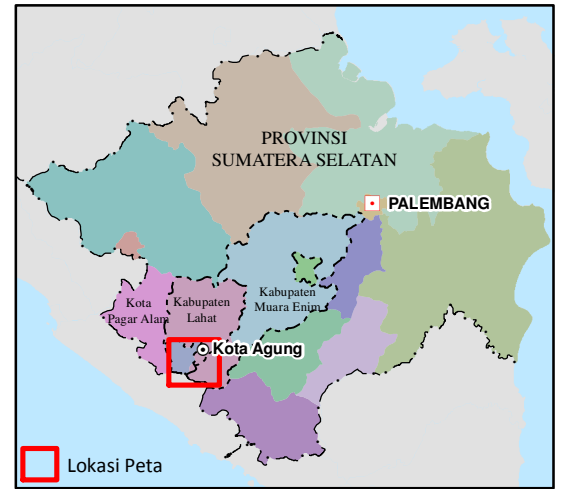 PROVINSI
SUMATERA SELATAN
PALEMBANG
Kota
Pagar Alam
Kabupaten
Lahat
Kabupaten
Muara Enim
Kota Agung
Lokasi Peta